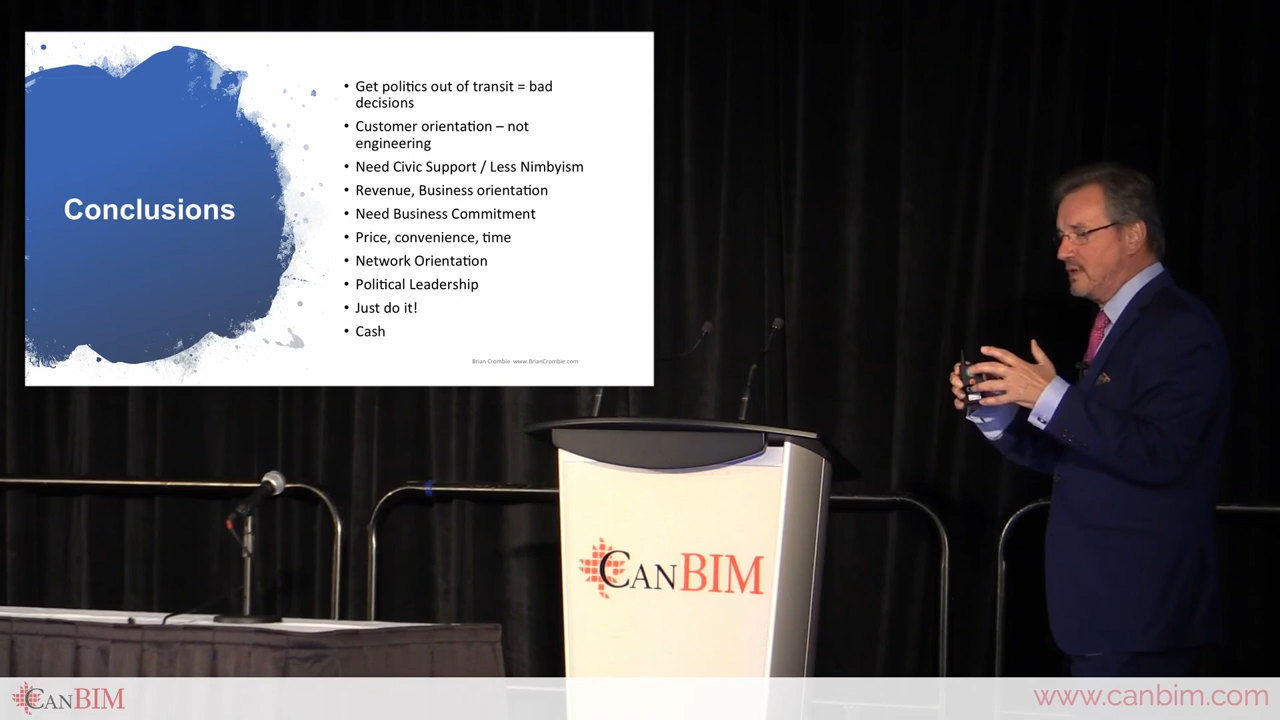 Conclusions
• Get politics out of transit = bad
decisions
• Customer orientation – not
engineering
• Need Civic Support / Less Nimbyism
• Revenue, Business orientation
• Need Business Commitment
• Price, convenience, time
• Network Orientation
• Political Leadership
• Just do it!
• Cash
Brian Crombie www.BrianCrombie.com
CANBIM
CANBIM
www.canbim.com